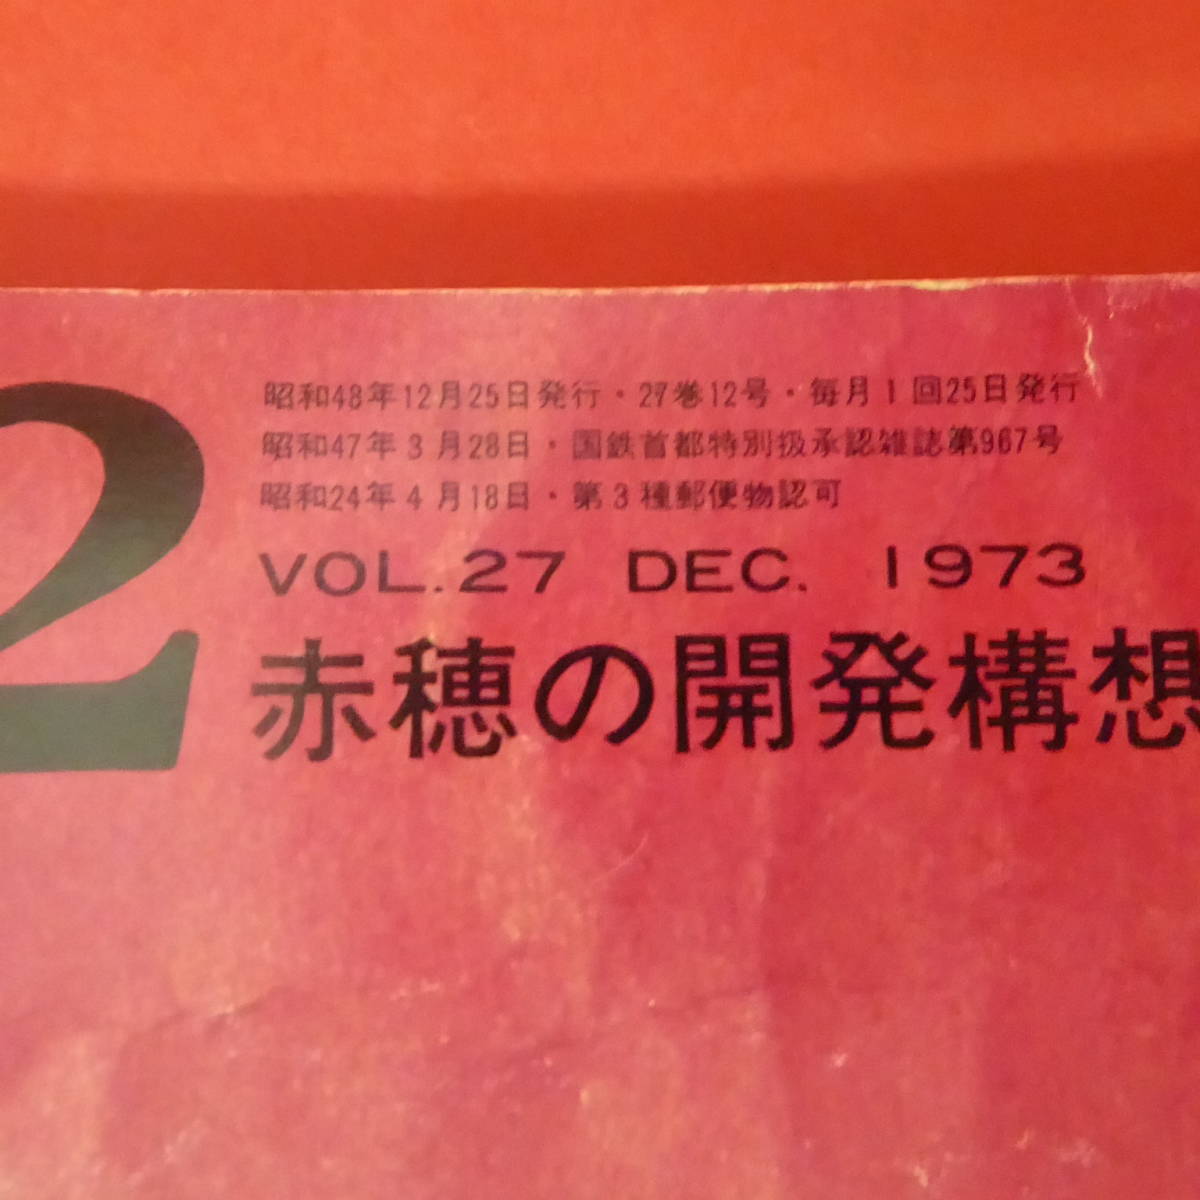 2
昭和48年12月25日発行・27巻12号・毎月1回25日発行
昭和47年3月28日・国鉄首都特別扱承認雑誌第967号
昭和24年4月18日・第3種郵便物認可
VOL.27 DEC. 1973
赤穂の開発構想